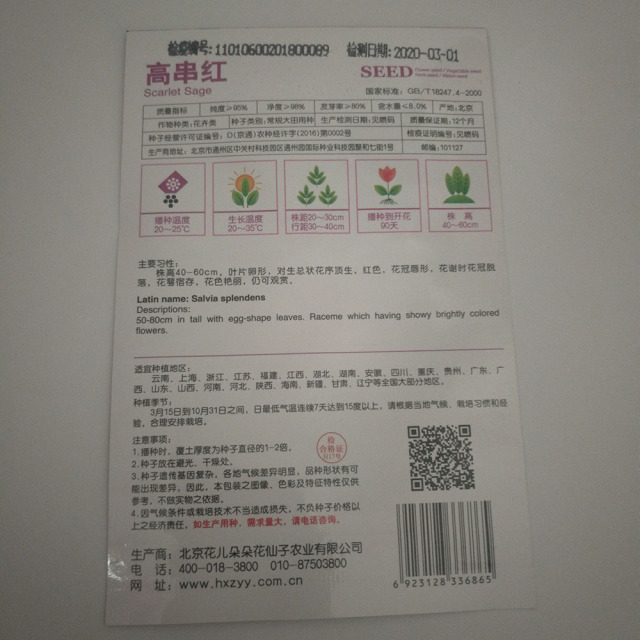 检疫编号:11010600201800089 检测日期:2020-03-01
高串红
Scarlet Sage
SEED
国家标准: GB/T18247.4-2000
质量指标 纯度≥95% 净度≥98% 发芽率≥80% 含水量<8.0% 产地:北京
作物种类:花卉类 种子类别:常规大田用种 生产检测日期:见喷码 质量保证期:12个月
种子经营许可证编号: D(京通)农种经许字(2016)第0002号 检疫证明编号:见喷码
生产商地址: 北京市通州区中关村科技园区通州园国际种业科技园聚和七街1号 邮编:101127
播种温度
20~25℃
生长温度
20~35℃
株距20~30cm
行距30~40cm
播种到开花
90天
株 高
40~60cm
主要习性:
株高40-60cm, 叶片卵形, 对生总状花序顶生, 红色, 花冠唇形, 花谢时花冠脱
落, 花萼宿存, 花色艳丽, 仍可观赏。
Latin name: Salvia splendens
Descriptions:
50-80cm in tall with egg-shape leaves. Raceme which having showy brightly colored
flowers.
适宜种植地区:
云南、上海、浙江、江苏、福建、江西、湖北、湖南、安徽、四川、重庆、贵州、广东、广
西、山东、山西、河南、河北、陕西、海南、新疆、甘肃、辽宁等全国大部分地区。
种植季节:
3月15日到10月31日之间, 日最低气温连续7天达到15度以上, 请根据当地气候、栽培习惯和经
验, 合理安排栽培。
注意事项:
1.播种时, 覆土厚度为种子直径的1-2倍。
2.种子放在避光、干燥处。
3.种子遗传基因复杂, 各地气候差异明显, 品种形状有可
能出现差异。因此, 本包装之图像、色彩及特征特性仅供
参考, 不做实物之依据。
4.因气候条件或栽培技术不当造成损失, 不负种子价格以
上之经济责任, 如生产用种, 需求量大, 请电话咨询。
检
合格证
生产商: 北京花儿朵朵花仙子农业有限公司
电 话: 400-018-3800 010-87503800
网 址: www.hxzyy.com.cn
6 923128 336865